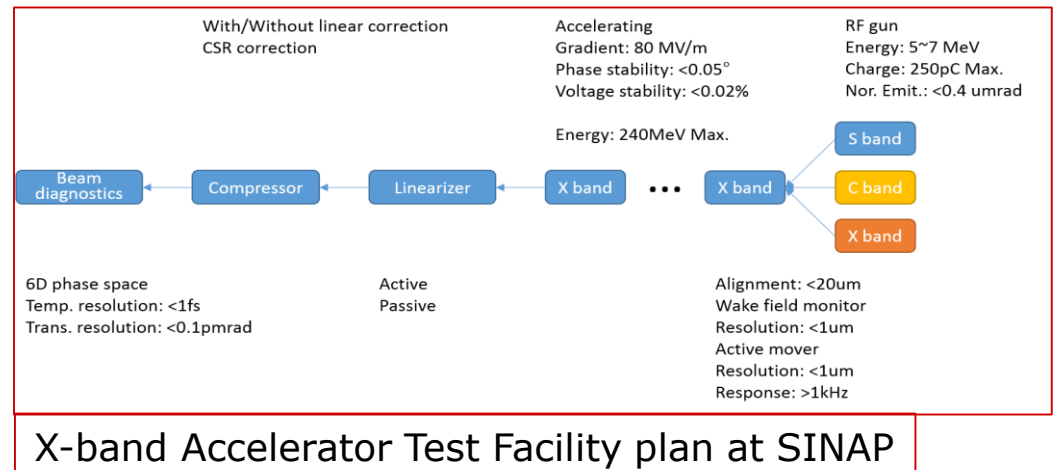 With/Without linear correction
CSR correction
Accelerating
Gradient: 80 MV/m
Phase stability: <0.05°
Voltage stability: <0.02%
Energy: 240MeV Max.
RF gun
Energy: 5~7 MeV
Charge: 250pC Max.
Nor. Emit.: <0.4 umrad
Beam
diagnostics
Compressor
Linearizer
X band
•••
X band
S band
C band
X band
6D phase space
Temp. resolution: <1fs
Trans. resolution: <0.1pmrad
Active
Passive
Alignment: <20um
Wake field monitor
Resolution: <1um
Active mover
Resolution: <1um
Response: >1kHz
X-band Accelerator Test Facility plan at SINAP